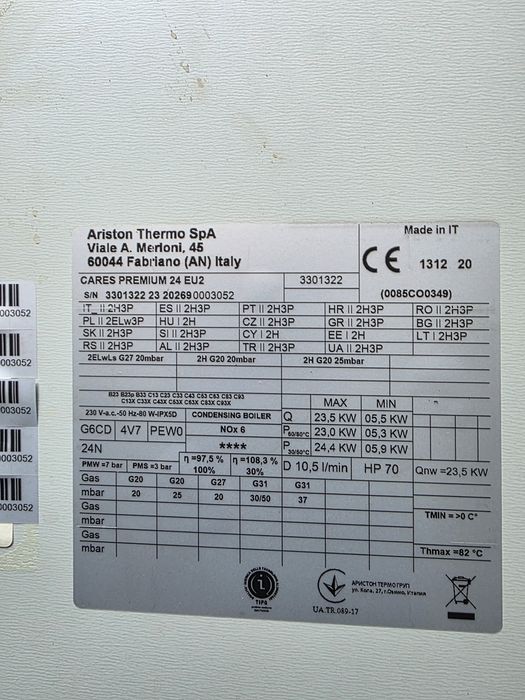 Ariston Thermo SpA
Viale A. Merloni, 45
60044 Fabriano (AN) Italy
Made in IT
CE 1312 20
CARES PREMIUM 24 EU2 3301322
(0085CO0349)
S/N 3301322 23 20269 0003052
IT II 2H3P ES II 2H3P PT II 2H3P HR II 2H3P RO II 2H3P
PL II 2ELw3P HU I 2H CZ II 2H3P GR II 2H3P BG II 2H3P
SK II 2H3P SI II 2H3P CY I 2H EE I 2H LT I 2H3P
RS II 2H3P AL II 2H3P TR II 2H3P UA II 2H3P
2ELwLs G27 20mbar 2H G20 20mbar 2H G20 25mbar
B23 B23p B33 C13 C23 C33 C43 C53 C63 C83 C93
C13X C33X C43X C53X C63X C83X C93X
MAX MIN
230 V-a.c.-50 Hz-80 W-IPX5D CONDENSING BOILER Q 23,5 KW 05,5 KW
G6CD 4V7 PEW0 NOx 6 P 80/60°C 23,0 KW 05,3 KW
24N **** P 30/50°C 24,4 KW 05,9 KW
PMW =7 bar PMS =3 bar η =97,5 % 100% η =108,3 % 30% D 10,5 l/min HP 70 Qnw =23,5 KW
Gas G20 G20 G27 G31 G31
mbar 20 25 20 30/50 37
Gas
mbar
Gas
mbar
TMIN = >0 C°
Thmax =82 °C
i
TIPS
UA.TR.089-17
АРИСТОН ТЕРМО ГРУП
003052
003052
003052
003052
0003052